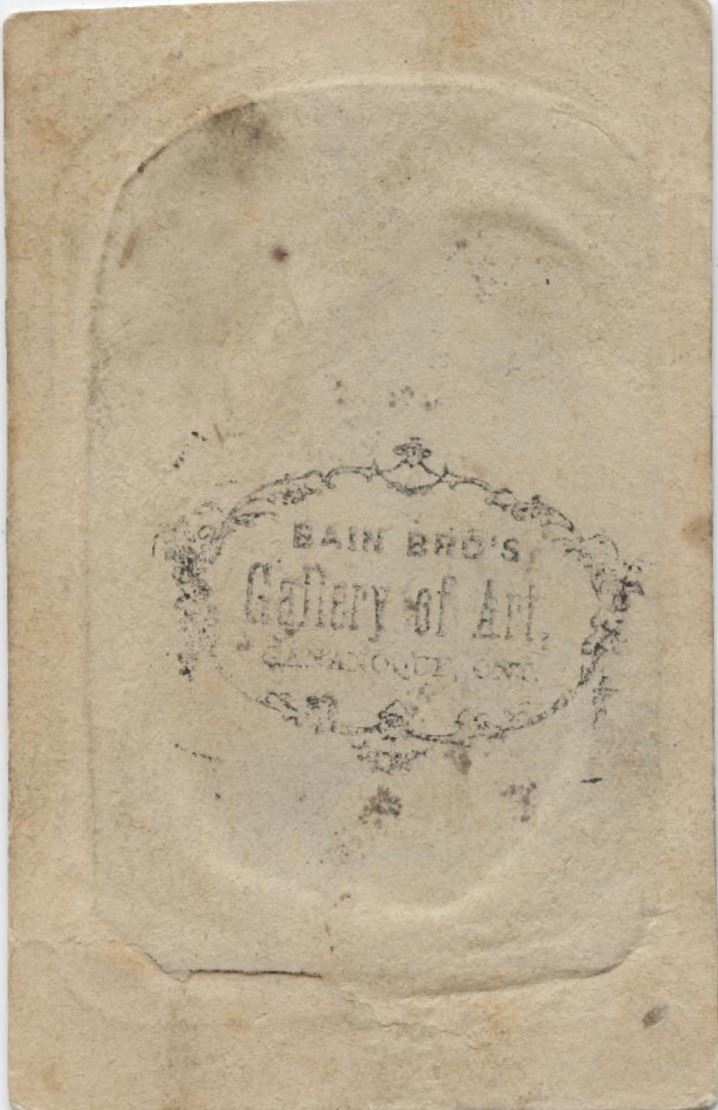 BAIN BRO'S
Gallery of Art,
GANANOQUE, ONT.